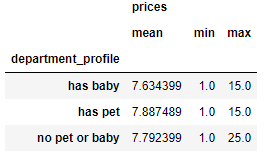 prices
mean min max
department_profile
has baby 7.634399 1.0 15.0
has pet 7.887489 1.0 15.0
no pet or baby 7.792399 1.0 25.0